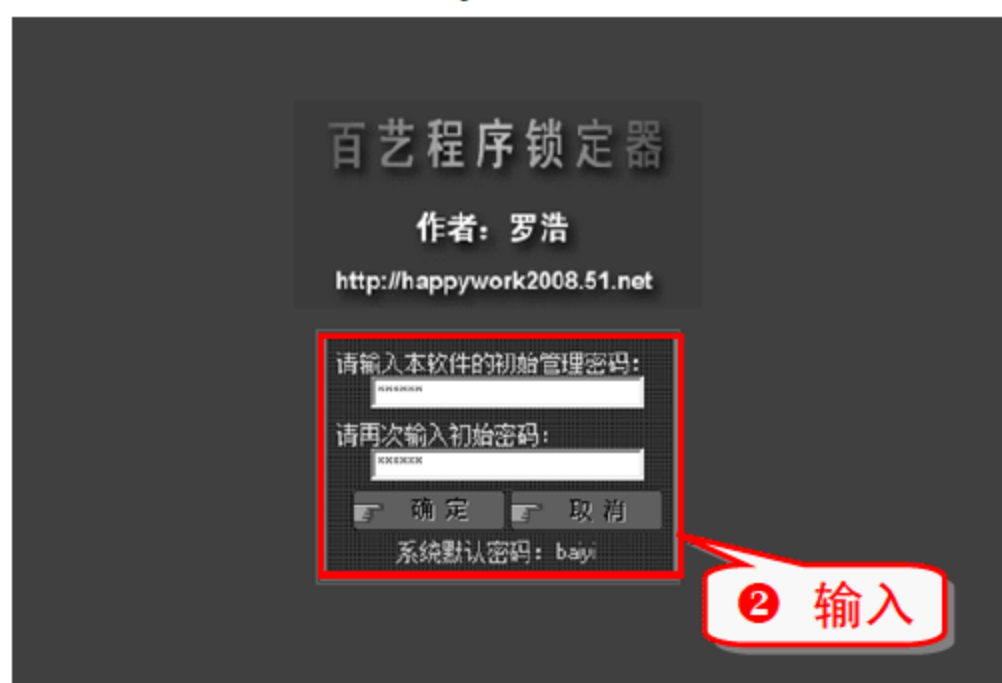 百艺程序锁定器
作者：罗浩
http://happywork2008.51.net
请输入本软件的初始管理密码：
******
请再次输入初始密码：
******
确定 取消
系统默认密码：baiyi
❷ 输入